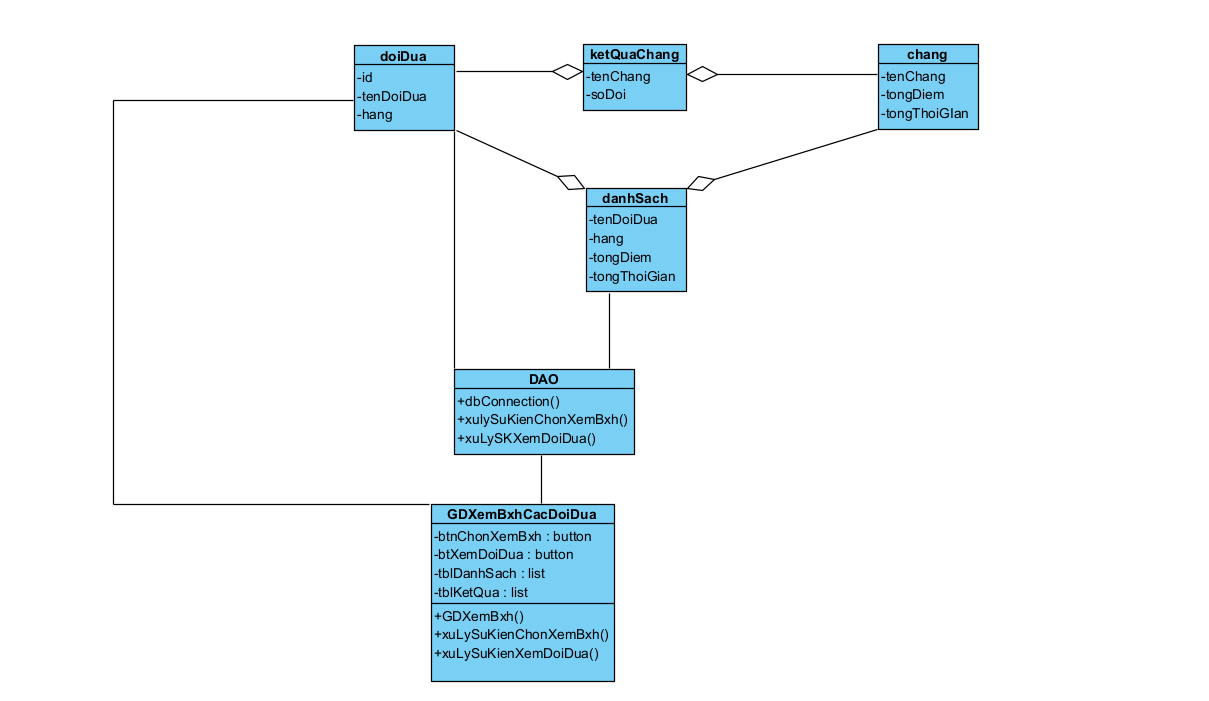 doiDua
-id
-tenDoiDua
-hang
ketQuaChang
-tenChang
-soDoi
chang
-tenChang
-tongDiem
-tongThoiGIan
danhSach
-tenDoiDua
-hang
-tongDiem
-tongThoiGian
DAO
+dbConnection()
+xulySuKienChonXemBxh()
+xuLySKXemDoiDua()
GDXemBxhCacDoiDua
-btnChonXemBxh : button
-btXemDoiDua : button
-tblDanhSach : list
-tblKetQua : list
+GDXemBxh()
+xuLySuKienChonXemBxh()
+xuLySuKienXemDoiDua()